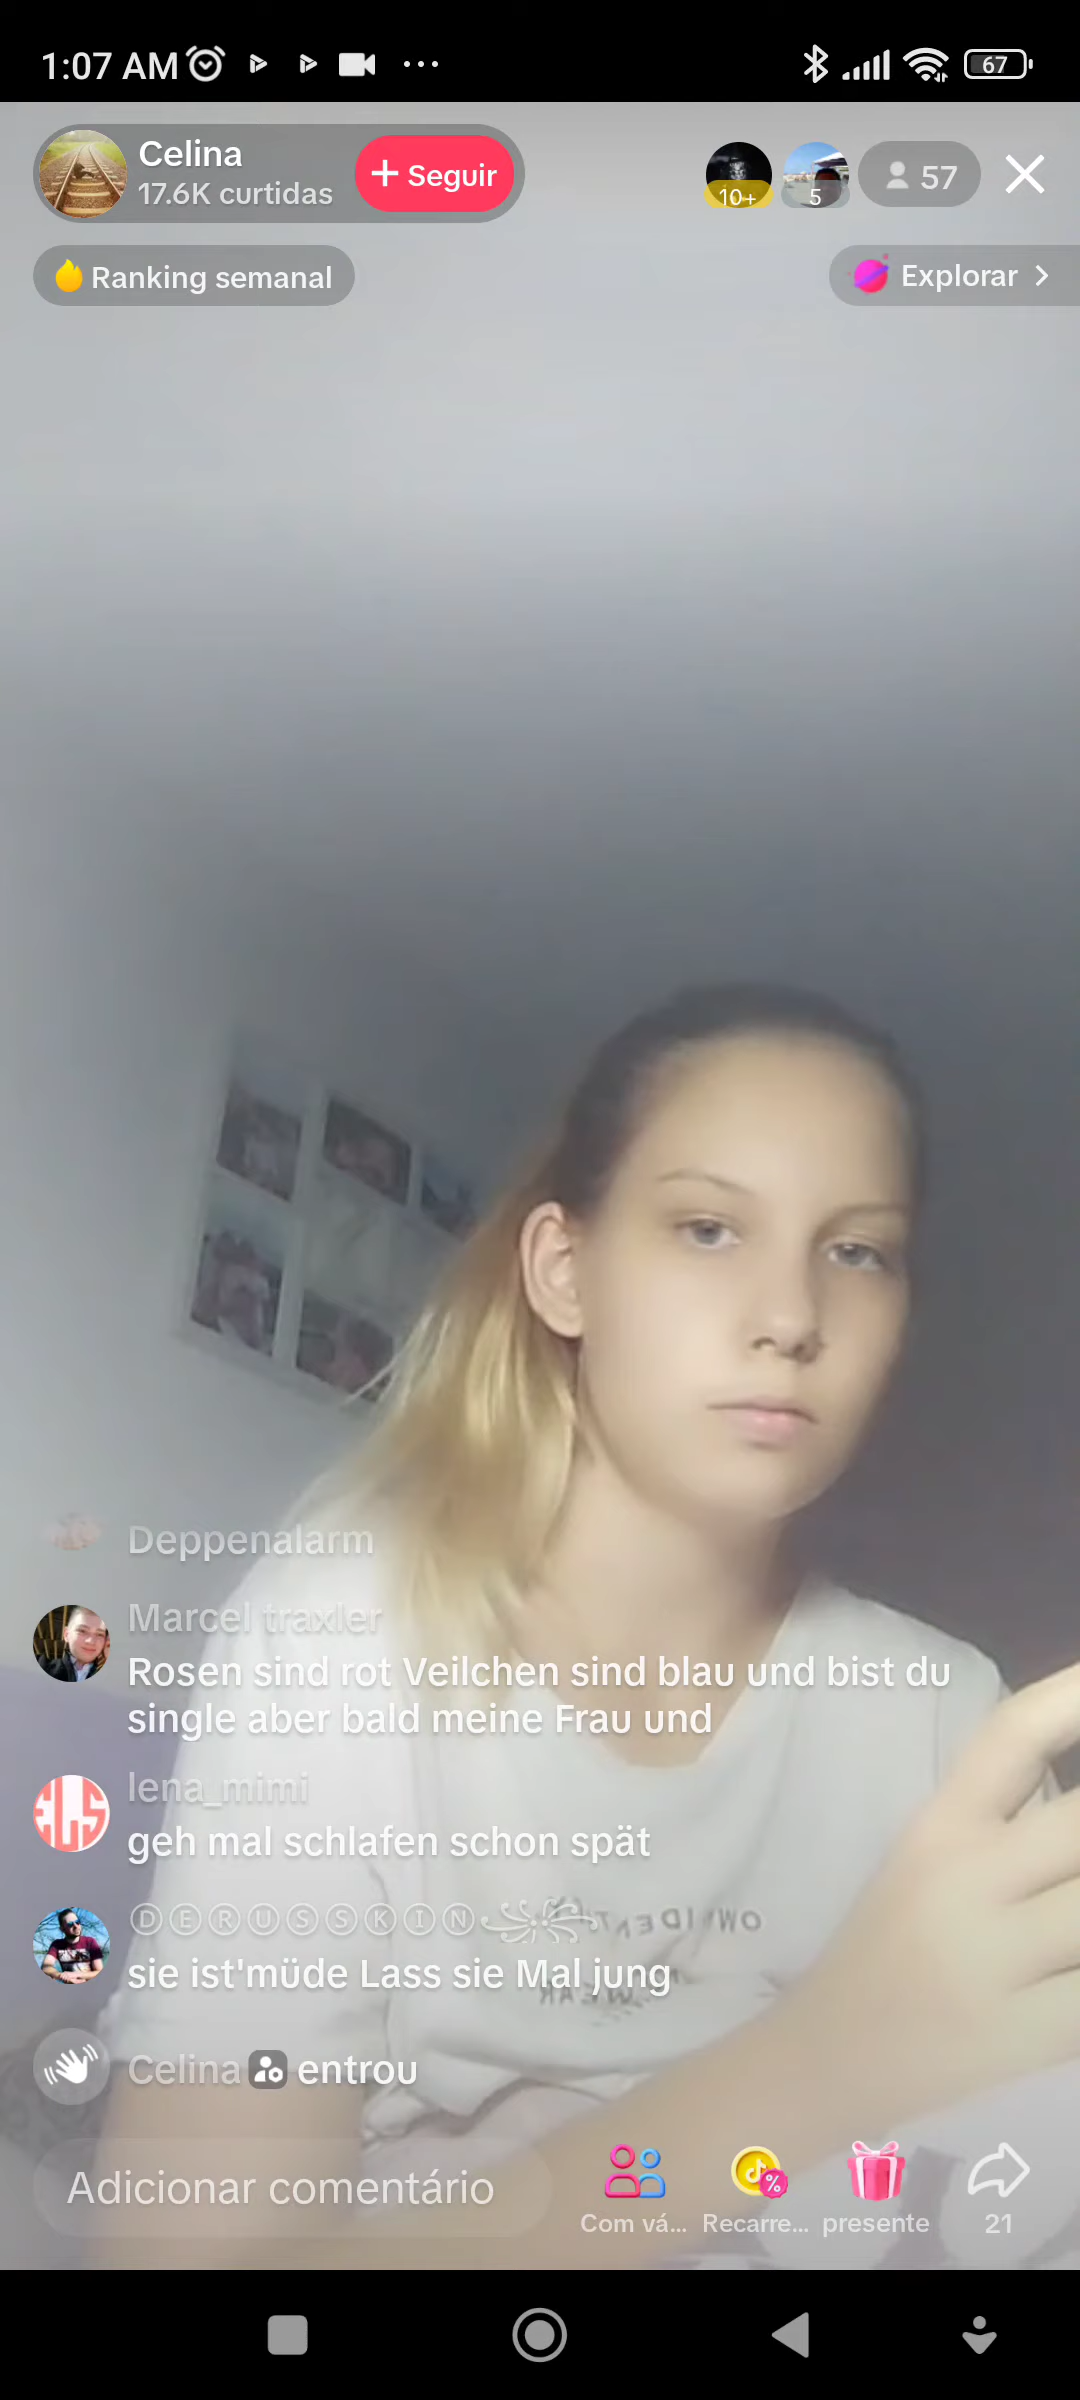 1:07 AM
67
Celina
17.6K curtidas
+ Seguir
10+
5
57
Ranking semanal
Explorar
Deppenalarm
Marcel traxler
Rosen sind rot Veilchen sind blau und bist du
single aber bald meine Frau und
lena_mimi
geh mal schlafen schon spät
ⒹⒺⓇⓊⓈⓈⓀⒾⓃ
sie ist'müde Lass sie Mal jung
Celina entrou
Adicionar comentário
Com vá...
Recarre...
presente
21